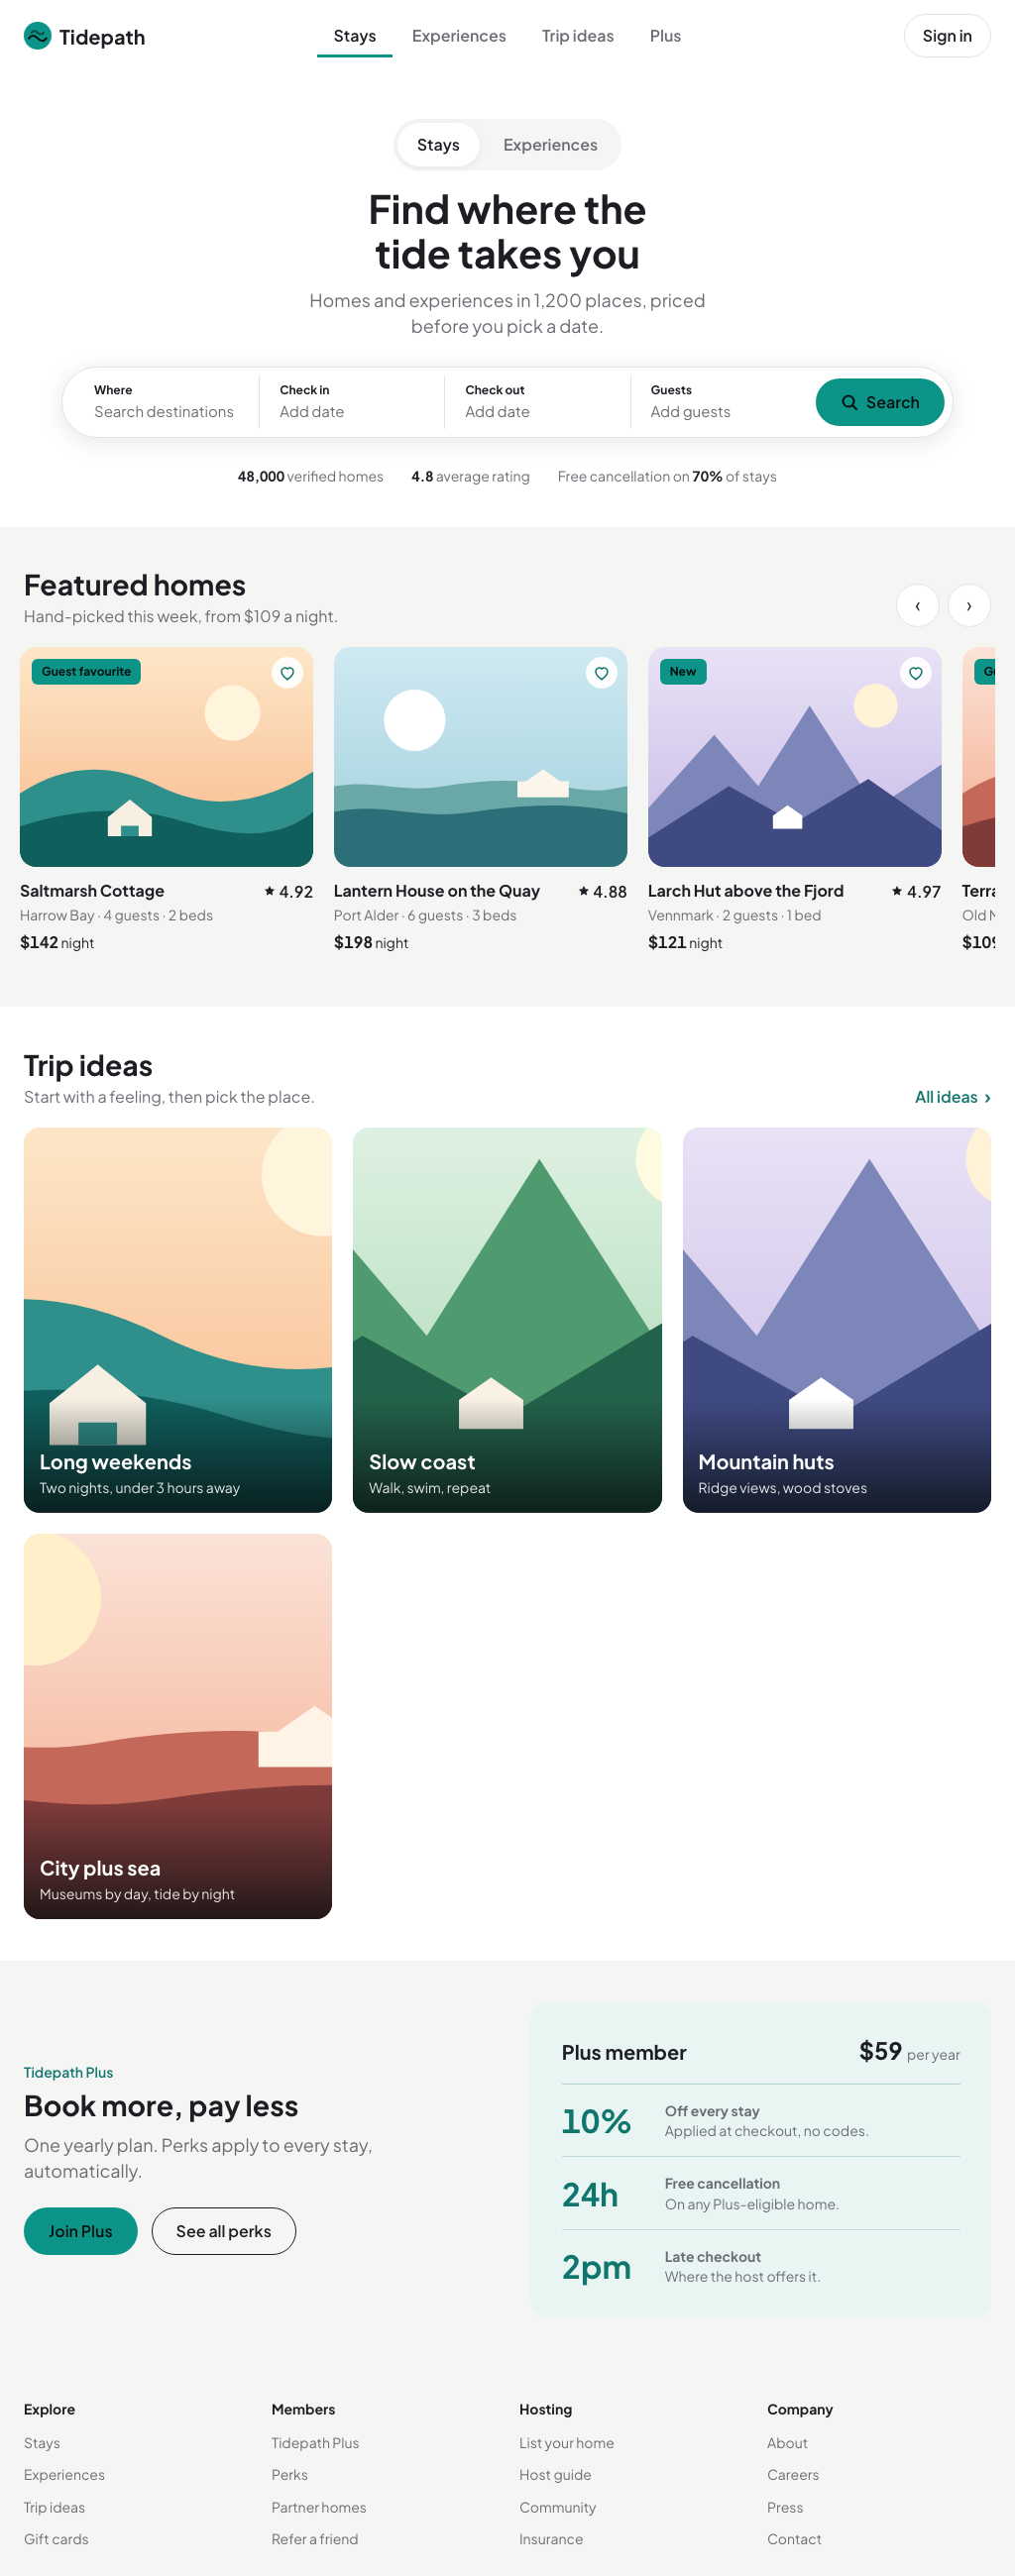 Tidepath
Stays
Experiences
Trip ideas
Plus
Sign in
Stays
Experiences
Find where the
tide takes you
Homes and experiences in 1,200 places, priced
before you pick a date.
Where
Search destinations
Check in
Add date
Check out
Add date
Guests
Add guests
Search
48,000 verified homes
4.8 average rating
Free cancellation on 70% of stays
Featured homes
Hand-picked this week, from $109 a night.
‹
›
Guest favourite
Saltmarsh Cottage
★ 4.92
Harrow Bay · 4 guests · 2 beds
$142 night
Lantern House on the Quay
★ 4.88
Port Alder · 6 guests · 3 beds
$198 night
New
Larch Hut above the Fjord
★ 4.97
Vennmark · 2 guests · 1 bed
$121 night
Old
$109
Trip ideas
Start with a feeling, then pick the place.
All ideas ›
Long weekends
Two nights, under 3 hours away
Slow coast
Walk, swim, repeat
Mountain huts
Ridge views, wood stoves
City plus sea
Museums by day, tide by night
Tidepath Plus
Book more, pay less
One yearly plan. Perks apply to every stay,
automatically.
Join Plus
See all perks
Plus member
$59 per year
10%
Off every stay
Applied at checkout, no codes.
24h
Free cancellation
On any Plus-eligible home.
2pm
Late checkout
Where the host offers it.
Explore
Stays
Experiences
Trip ideas
Gift cards
Members
Tidepath Plus
Perks
Partner homes
Refer a friend
Hosting
List your home
Host guide
Community
Insurance
Company
About
Careers
Press
Contact